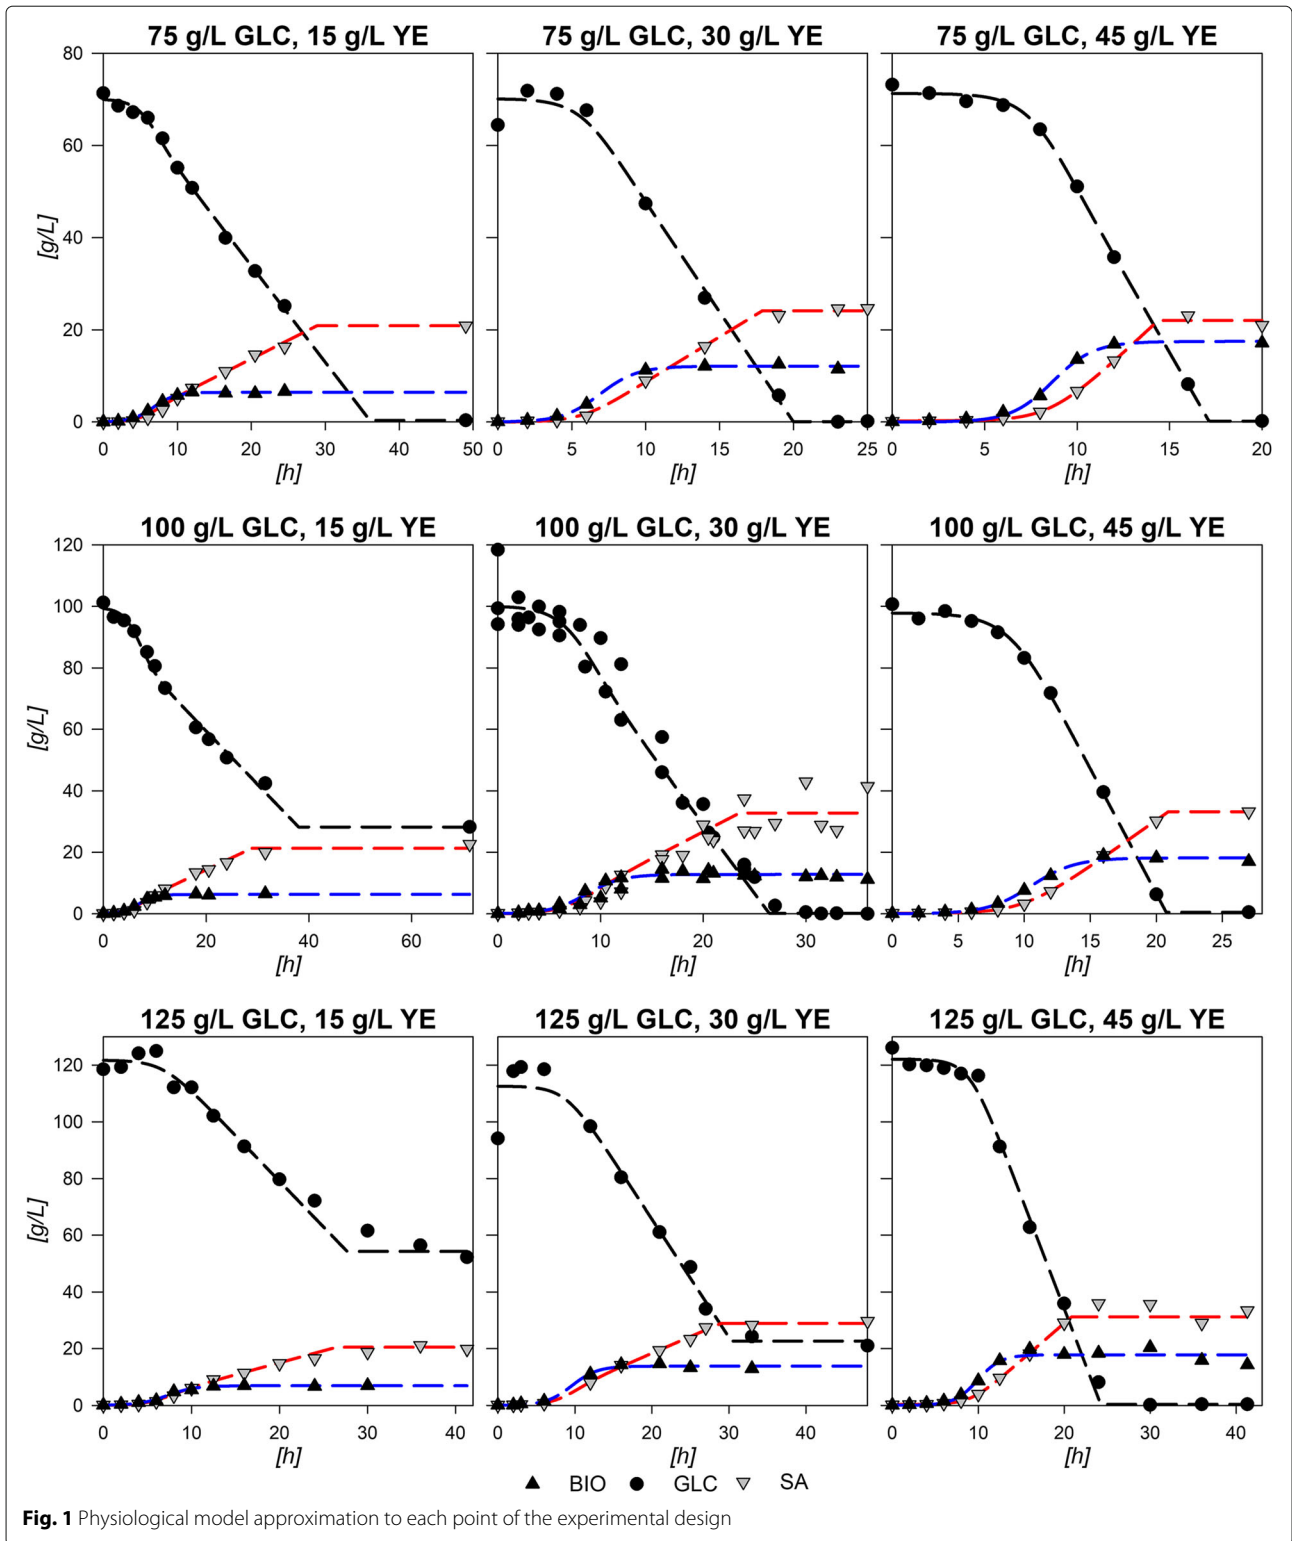 75 g/L GLC, 15 g/L YE 75 g/L GLC, 30 g/L YE 75 g/L GLC, 45 g/L YE
80
60
40
20
0
[g/L]
0 10 20 30 40 50 0 5 10 15 20 25 0 5 10 15 20
[h] [h] [h]
100 g/L GLC, 15 g/L YE 100 g/L GLC, 30 g/L YE 100 g/L GLC, 45 g/L YE
120
100
80
60
40
20
0
[g/L]
0 20 40 60 0 10 20 30 0 5 10 15 20 25
[h] [h] [h]
125 g/L GLC, 15 g/L YE 125 g/L GLC, 30 g/L YE 125 g/L GLC, 45 g/L YE
120
100
80
60
40
20
0
[g/L]
0 10 20 30 40 0 10 20 30 40 0 10 20 30 40
[h] [h] [h]
BIO GLC SA
Fig. 1 Physiological model approximation to each point of the experimental design